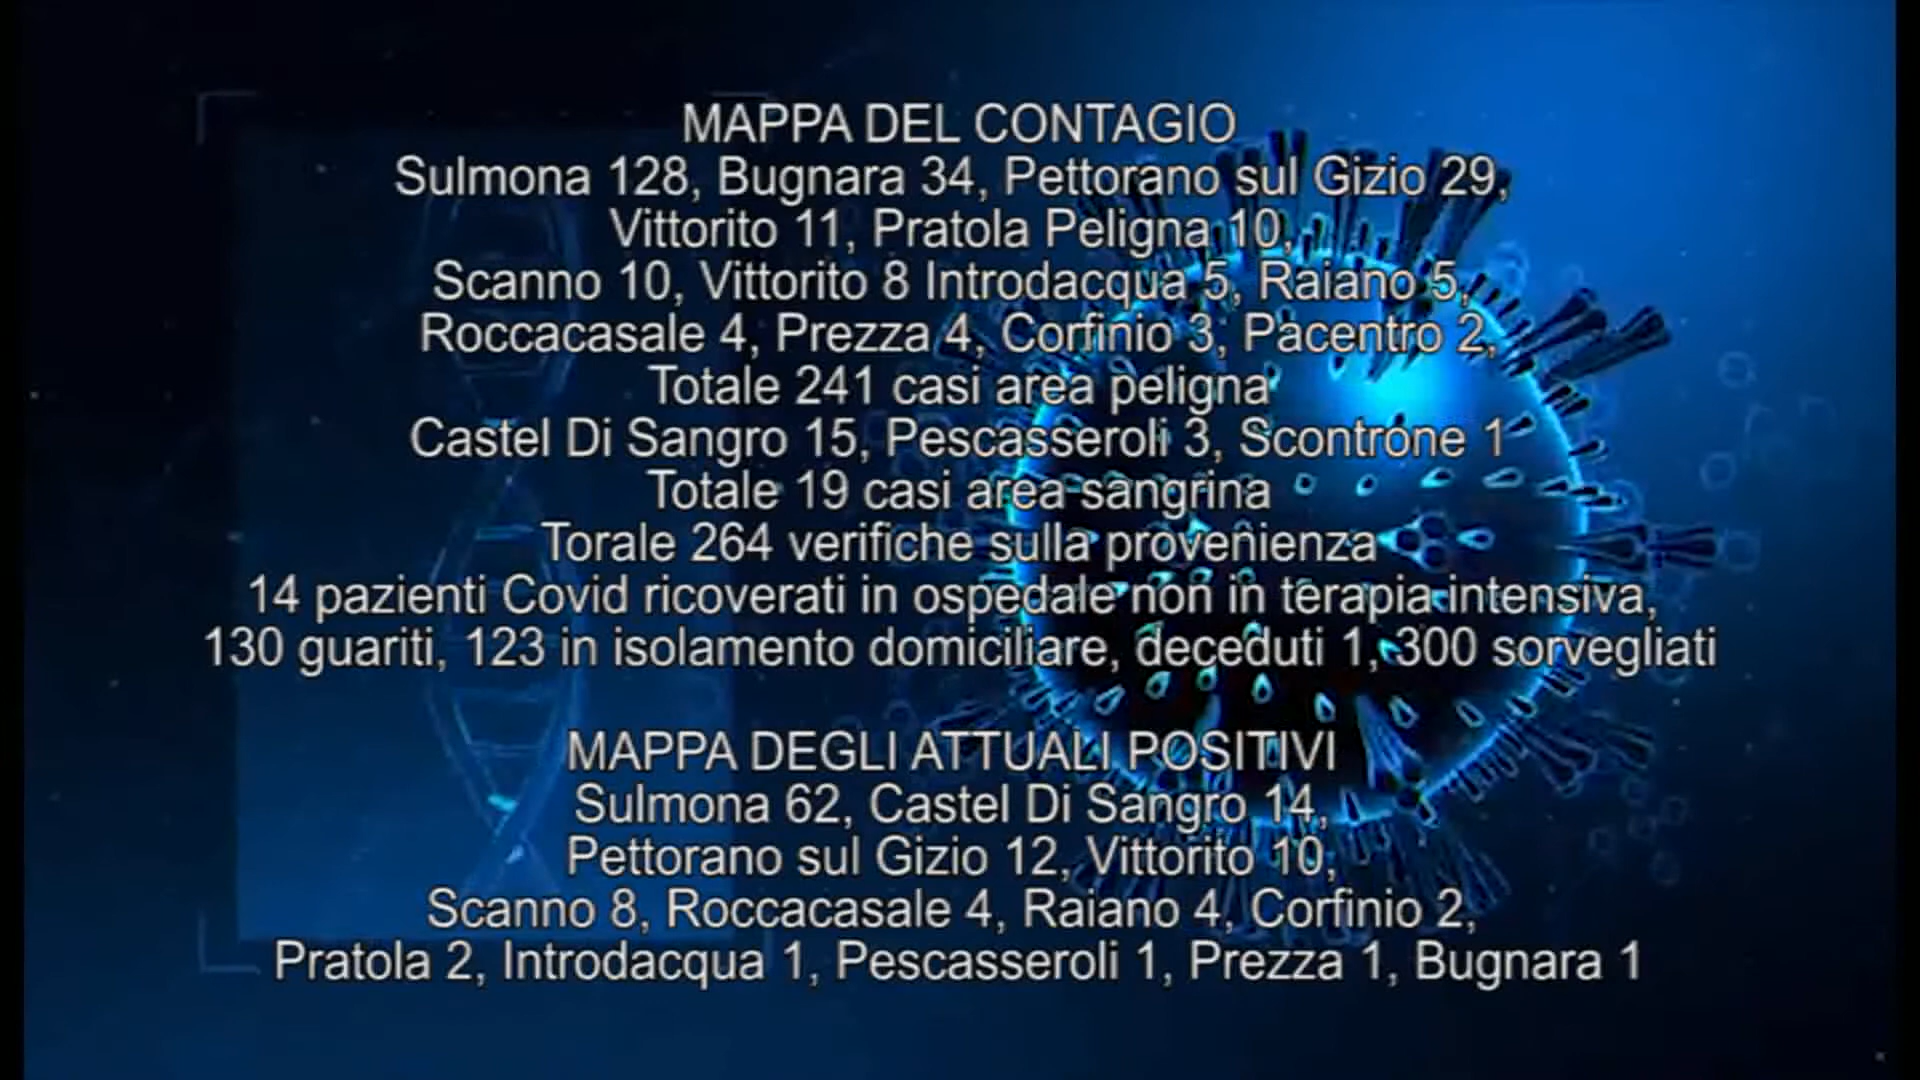 MAPPA DEL CONTAGIO
Sulmona 128, Bugnara 34, Pettorano sul Gizio 29,
Vittorito 11, Pratola Peligna 10,
Scanno 10, Vittorito 8 Introdacqua 5, Raiano 5,
Roccacasale 4, Prezza 4, Corfinio 3, Pacentro 2,
Totale 241 casi area peligna
Castel Di Sangro 15, Pescasseroli 3, Scontrone 1
Totale 19 casi area sangrina
Torale 264 verifiche sulla provenienza
14 pazienti Covid ricoverati in ospedale non in terapia intensiva,
130 guariti, 123 in isolamento domiciliare, deceduti 1, 300 sorvegliati
MAPPA DEGLI ATTUALI POSITIVI
Sulmona 62, Castel Di Sangro 14,
Pettorano sul Gizio 12, Vittorito 10,
Scanno 8, Roccacasale 4, Raiano 4, Corfinio 2,
Pratola 2, Introdacqua 1, Pescasseroli 1, Prezza 1, Bugnara 1